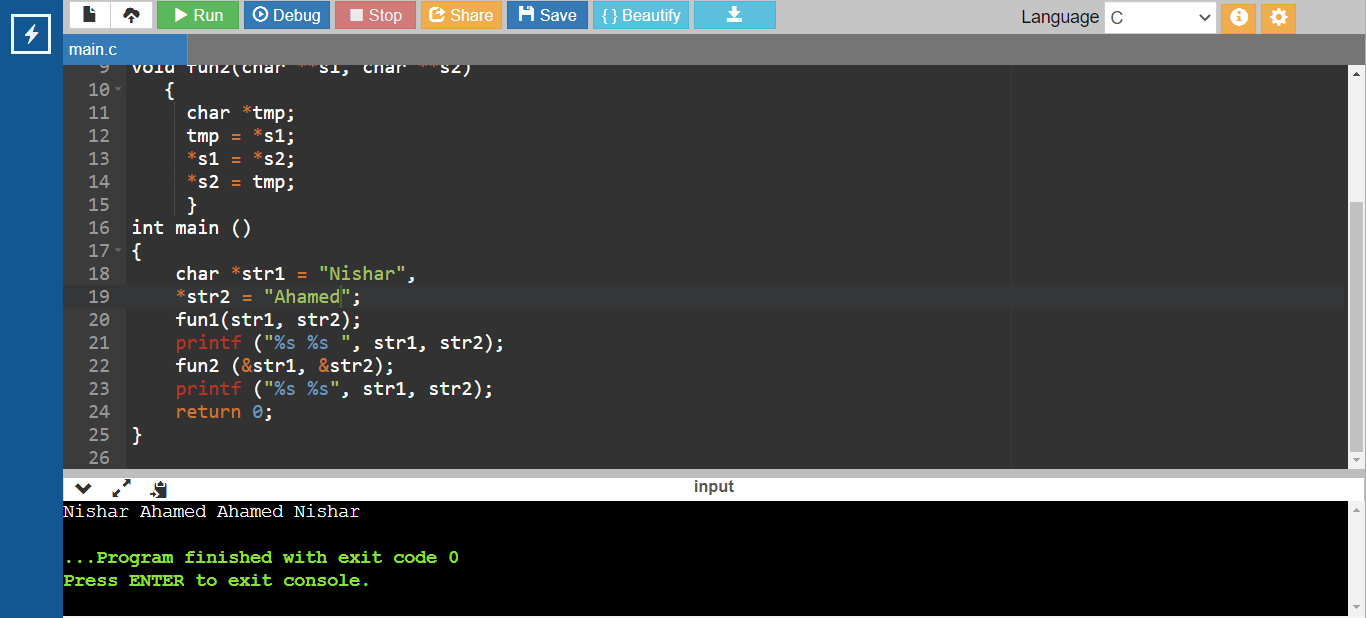 Run Debug Stop Share Save {} Beautify Language C
main.c
9 void fun2(char **s1, char **s2)
10 {
11 char *tmp;
12 tmp = *s1;
13 *s1 = *s2;
14 *s2 = tmp;
15 }
16 int main ()
17 {
18 char *str1 = "Nishar",
19 *str2 = "Ahamed";
20 fun1(str1, str2);
21 printf ("%s %s ", str1, str2);
22 fun2 (&str1, &str2);
23 printf ("%s %s", str1, str2);
24 return 0;
25 }
26
input
Nishar Ahamed Ahamed Nishar
...Program finished with exit code 0
Press ENTER to exit console.